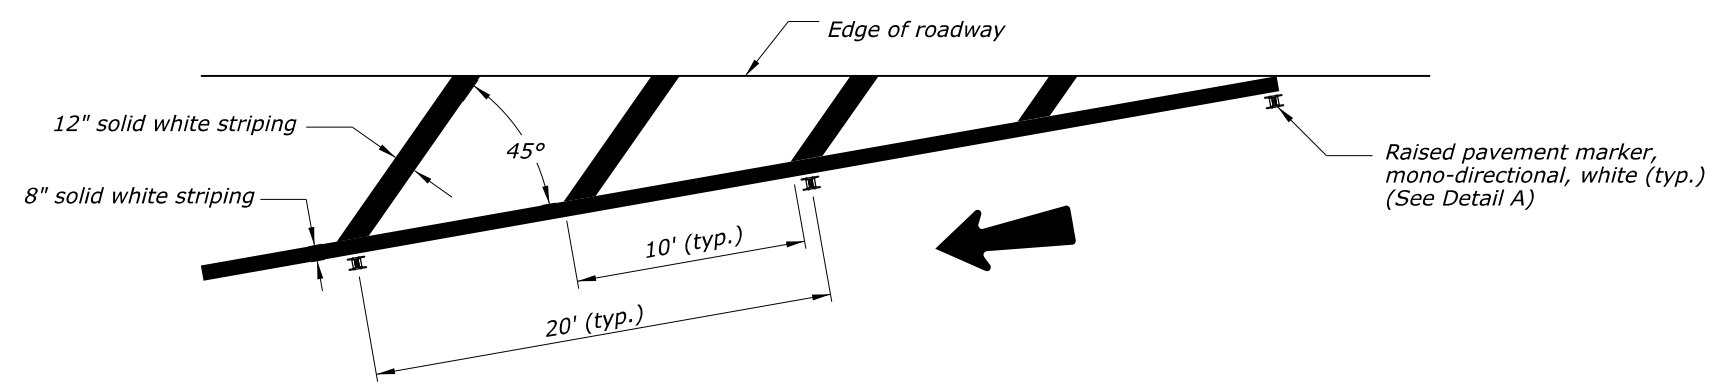 Edge of roadway
12" solid white striping
45°
Raised pavement marker,
mono-directional, white (typ.)
(See Detail A)
8" solid white striping
10' (typ.)
20' (typ.)